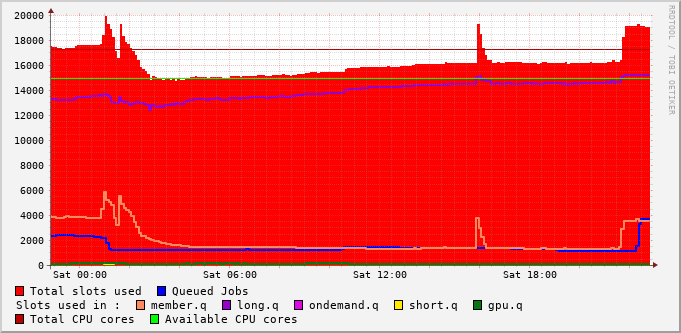 RRDTOOL / TOBI OETIKER
20000
18000
16000
14000
12000
10000
8000
6000
4000
2000
0
Sat 00:00 Sat 06:00 Sat 12:00 Sat 18:00
Total slots used Queued Jobs
Slots used in : member.q long.q ondemand.q short.q gpu.q
Total CPU cores Available CPU cores